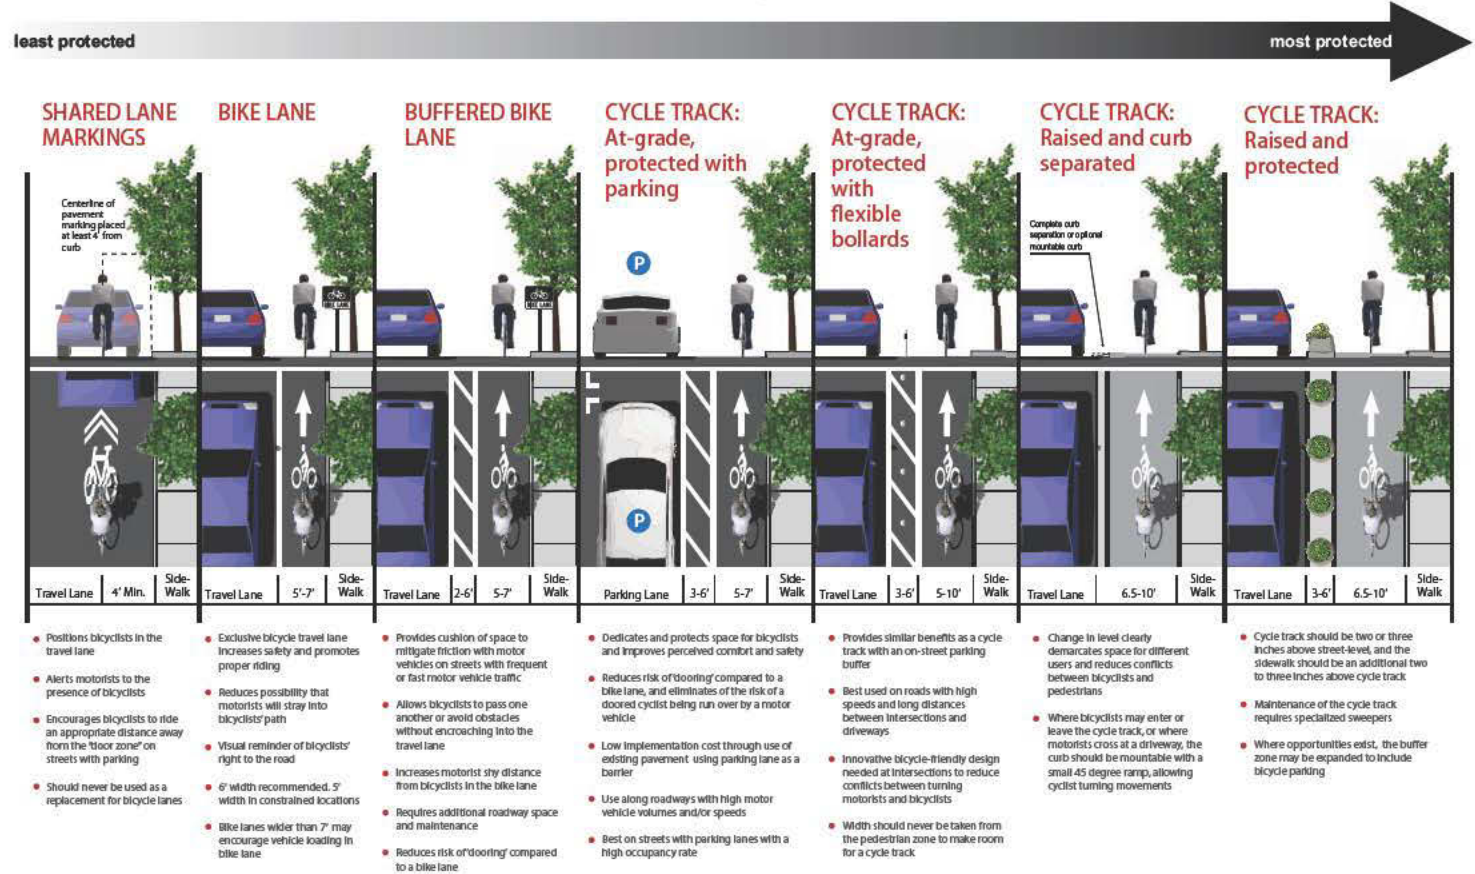 least protected
most protected
SHARED LANE
MARKINGS
Centerline of
pavement
marking placed
at least 4' from
curb
Travel Lane
4' Min.
Side-
Walk
Positions bicyclists in the
travel lane
Alerts motorists to the
presence of bicyclists
Encourages bicyclists to ride
an appropriate distance away
from the "door zone" on
streets with parking
Should never be used as a
replacement for bicycle lanes
BIKE LANE
BIKE LANE
Travel Lane
5'-7'
Side-
Walk
Exclusive bicycle travel lane
increases safety and promotes
proper riding
Reduces possibility that
motorists will stray into
bicyclists' path
Visual reminder of bicyclists'
right to the road
6' width recommended. 5'
width in constrained locations
Bike lanes wider than 7' may
encourage vehicle loading in
bike lane
BUFFERED BIKE
LANE
BIKE LANE
Travel Lane
2-6'
5-7'
Side-
Walk
Provides cushion of space to
mitigate friction with motor
vehicles on streets with frequent
or fast motor vehicle traffic
Allows bicyclists to pass one
another or avoid obstacles
without encroaching into the
travel lane
Increases motorist shy distance
from bicyclists in the bike lane
Requires additional roadway space
and maintenance
Reduces risk of 'dooring' compared
to a bike lane
CYCLE TRACK:
At-grade,
protected with
parking
P
P
Parking Lane
3-6'
5-7'
Side-
Walk
Dedicates and protects space for bicyclists
and improves perceived comfort and safety
Reduces risk of 'dooring' compared to a
bike lane, and eliminates of the risk of a
doored cyclist being run over by a motor
vehicle
Low implementation cost through use of
existing pavement using parking lane as a
barrier
Use along roadways with high motor
vehicle volumes and/or speeds
Best on streets with parking lanes with a
high occupancy rate
CYCLE TRACK:
At-grade,
protected
with
flexible
bollards
Travel Lane
3-6'
5-10'
Side-
Walk
Provides similar benefits as a cycle
track with an on-street parking
buffer
Best used on roads with high
speeds and long distances
between intersections and
driveways
Innovative bicycle-friendly design
needed at intersections to reduce
conflicts between turning
motorists and bicyclists
Width should never be taken from
the pedestrian zone to make room
for a cycle track
CYCLE TRACK:
Raised and curb
separated
Complete curb
separation or optional
mountable curb
Travel Lane
6.5-10'
Side-
Walk
Change in level clearly
demarcates space for different
users and reduces conflicts
between bicyclists and
pedestrians
Where bicyclists may enter or
leave the cycle track, or where
motorists cross at a driveway, the
curb should be mountable with a
small 45 degree ramp, allowing
cyclist turning movements
CYCLE TRACK:
Raised and
protected
Travel Lane
3-6'
6.5-10'
Side-
Walk
Cycle track should be two or three
inches above street-level, and the
sidewalk should be an additional two
to three inches above cycle track
Maintenance of the cycle track
requires specialized sweepers
Where opportunities exist, the buffer
zone may be expanded to include
bicycle parking